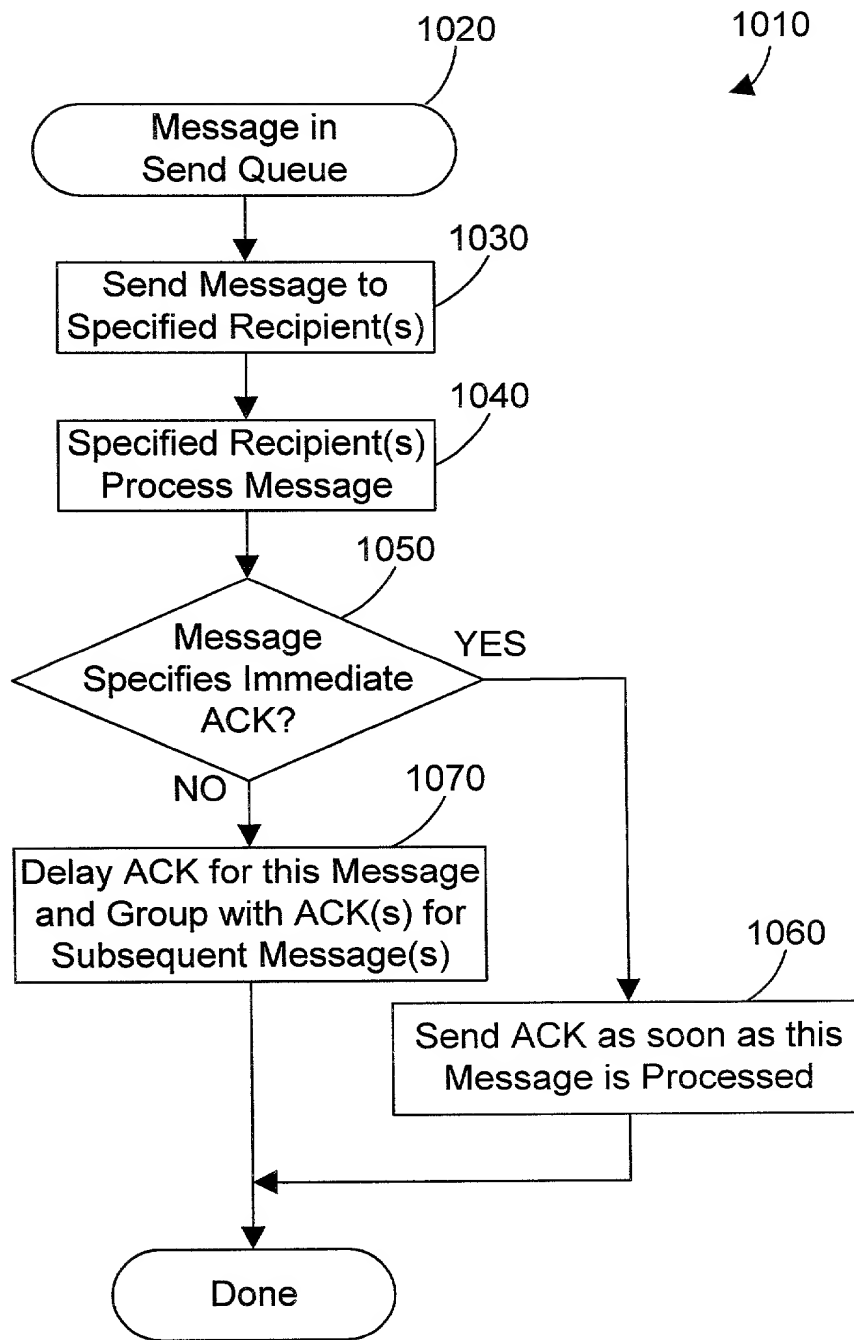 1020
1010
Message in
Send Queue
1030
Send Message to
Specified Recipient(s)
1040
Specified Recipient(s)
Process Message
1050
Message
Specifies Immediate
ACK?
YES
NO
1070
Delay ACK for this Message
and Group with ACK(s) for
Subsequent Message(s)
1060
Send ACK as soon as this
Message is Processed
Done